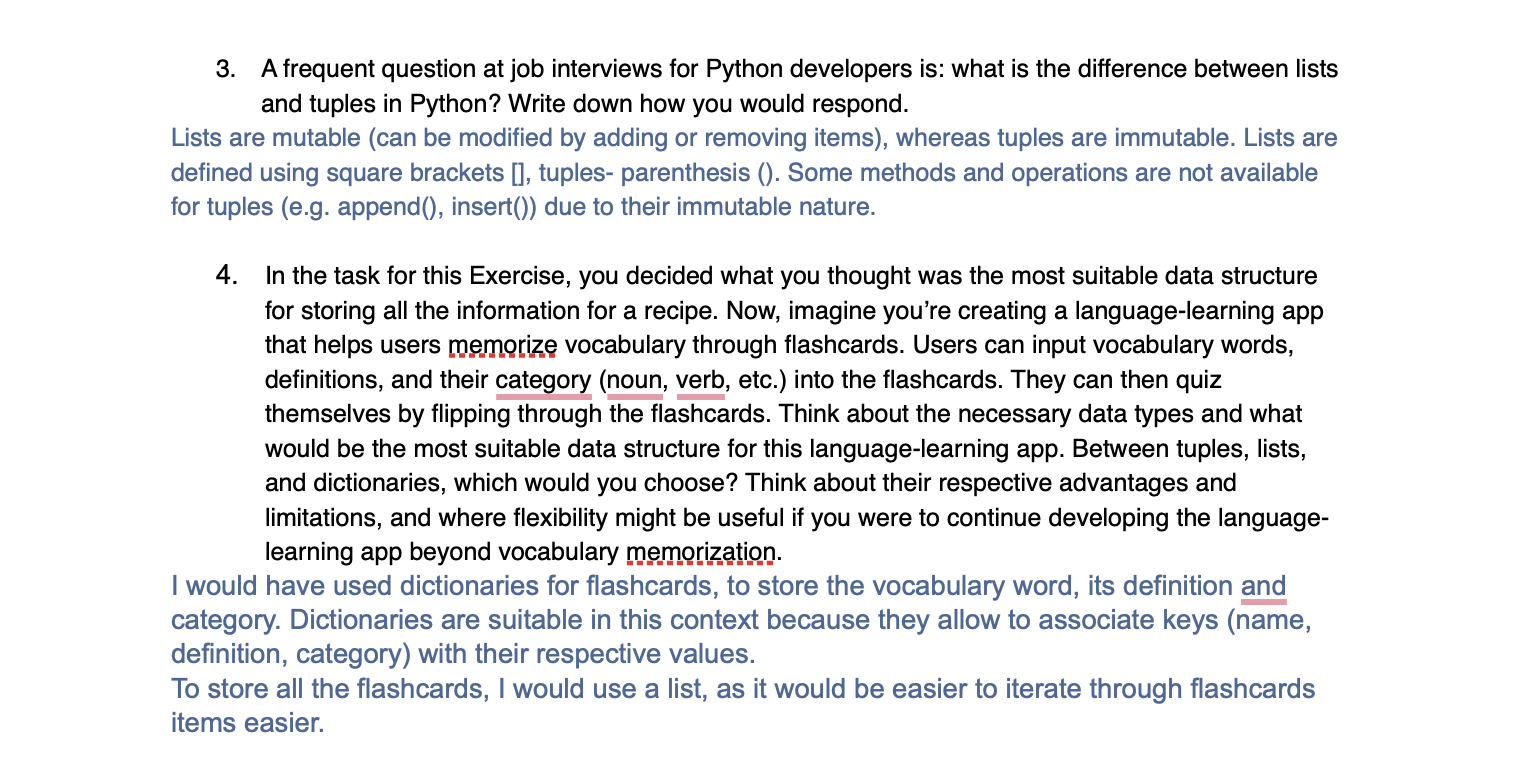 3. A frequent question at job interviews for Python developers is: what is the difference between lists
and tuples in Python? Write down how you would respond.
Lists are mutable (can be modified by adding or removing items), whereas tuples are immutable. Lists are
defined using square brackets [], tuples- parenthesis (). Some methods and operations are not available
for tuples (e.g. append(), insert()) due to their immutable nature.
4. In the task for this Exercise, you decided what you thought was the most suitable data structure
for storing all the information for a recipe. Now, imagine you’re creating a language-learning app
that helps users memorize vocabulary through flashcards. Users can input vocabulary words,
definitions, and their category (noun, verb, etc.) into the flashcards. They can then quiz
themselves by flipping through the flashcards. Think about the necessary data types and what
would be the most suitable data structure for this language-learning app. Between tuples, lists,
and dictionaries, which would you choose? Think about their respective advantages and
limitations, and where flexibility might be useful if you were to continue developing the language-
learning app beyond vocabulary memorization.
I would have used dictionaries for flashcards, to store the vocabulary word, its definition and
category. Dictionaries are suitable in this context because they allow to associate keys (name,
definition, category) with their respective values.
To store all the flashcards, I would use a list, as it would be easier to iterate through flashcards
items easier.